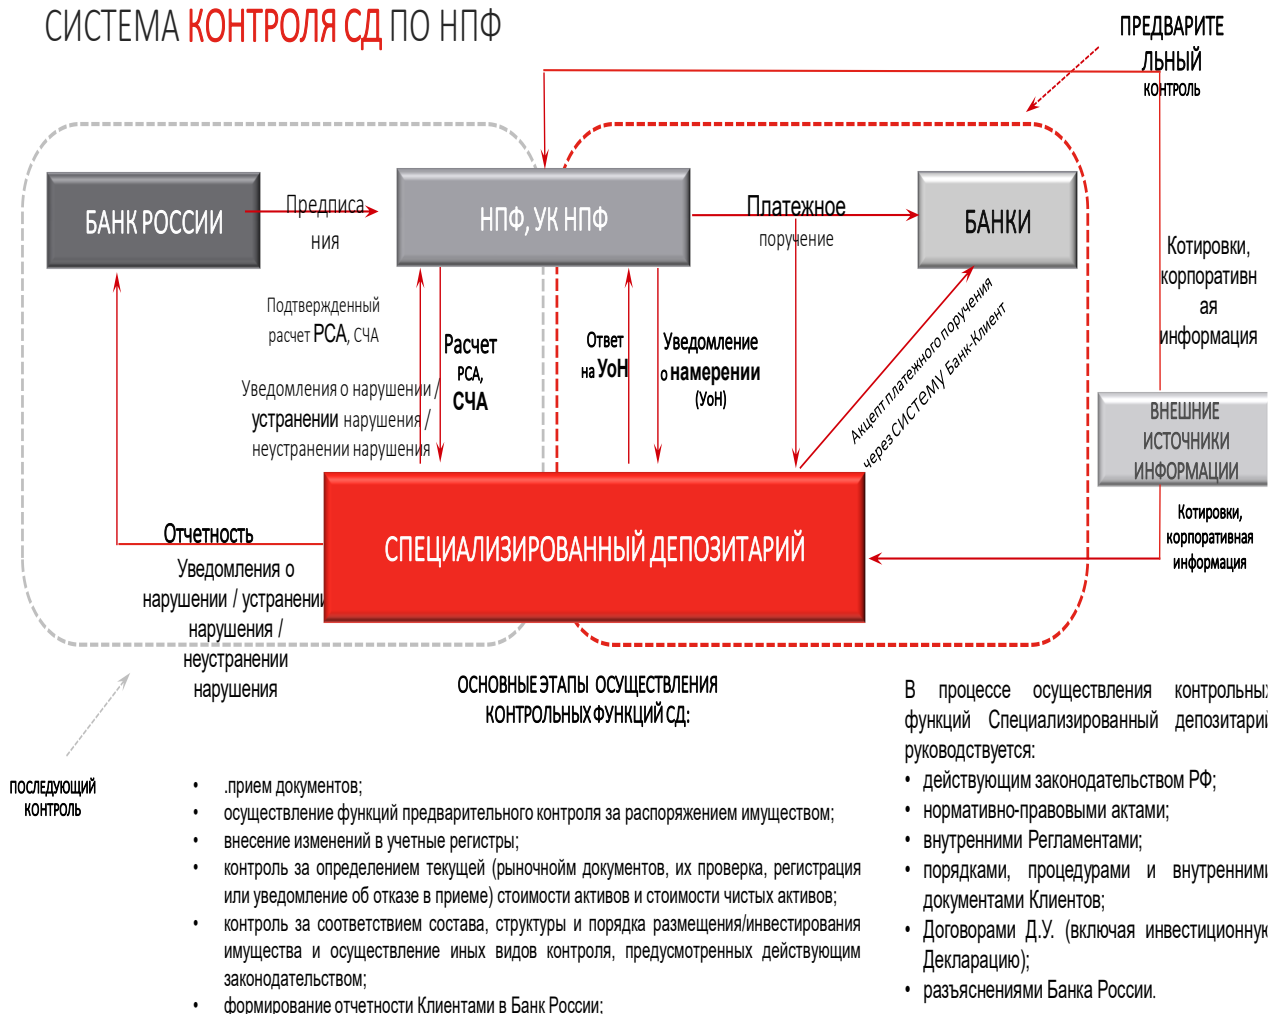 СИСТЕМА КОНТРОЛЯ СД ПО НПФ
ПРЕДВАРИТЕ
ЛЬНЫЙ
КОНТРОЛЬ
БАНК РОССИИ
Предписа
ния
НПФ, УК НПФ
Платежное
поручение
БАНКИ
Котировки,
корпоративн
ая
информация
Подтвержденный
расчет РСА, СЧА
Уведомления о нарушении /
устранении нарушения /
неустранении нарушения
Расчет
РСА,
СЧА
Ответ
на УоН
Уведомление
о намерении
(УоН)
Акцепт платежного поручения
через СИСТЕМУ Банк-Клиент
ВНЕШНИЕ
ИСТОЧНИКИ
ИНФОРМАЦИИ
СПЕЦИАЛИЗИРОВАННЫЙ ДЕПОЗИТАРИЙ
Котировки,
корпоративная
информация
Отчетность
Уведомления о
нарушении / устранении
нарушения /
неустранении
нарушения
ПОСЛЕДУЮЩИЙ
КОНТРОЛЬ
ОСНОВНЫЕ ЭТАПЫ ОСУЩЕСТВЛЕНИЯ
КОНТРОЛЬНЫХ ФУНКЦИЙ СД:
• .прием документов;
• осуществление функций предварительного контроля за распоряжением имуществом;
• внесение изменений в учетные регистры;
• контроль за определением текущей (рыночнойм документов, их проверка, регистрация
или уведомление об отказе в приеме) стоимости активов и стоимости чистых активов;
• контроль за соответствием состава, структуры и порядка размещения/инвестирования
имущества и осуществление иных видов контроля, предусмотренных действующим
законодательством;
• формирование отчетности Клиентами в Банк России;
В процессе осуществления контрольных
функций Специализированный депозитарий
руководствуется:
• действующим законодательством РФ;
• нормативно-правовыми актами;
• внутренними Регламентами;
• порядками, процедурами и внутренними
документами Клиентов;
• Договорами Д.У. (включая инвестиционную
Декларацию);
• разъяснениями Банка России.